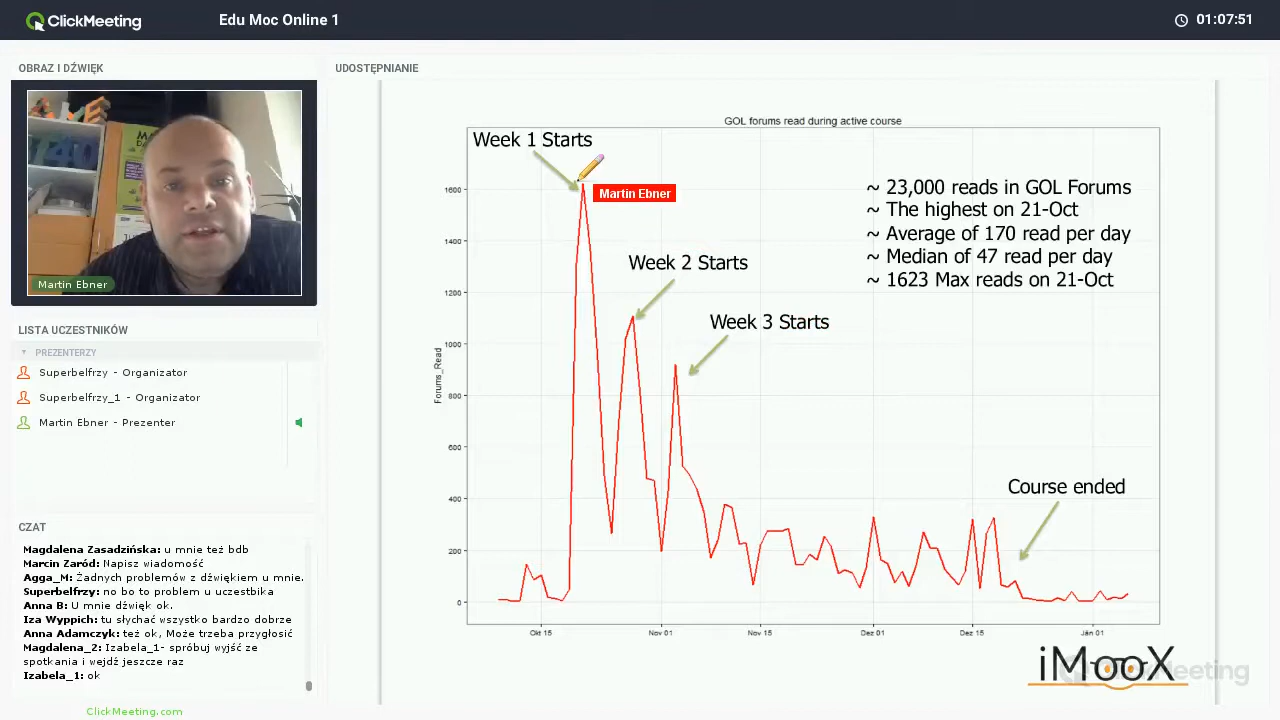 ClickMeeting
Edu Moc Online 1
01:07:51
OBRAZ I DŹWIĘK
Martin Ebner
LISTA UCZESTNIKÓW
PREZENTERZY
Superbelfrzy - Organizator
Superbelfrzy_1 - Organizator
Martin Ebner - Prezenter
CZAT
Magdalena Zasadzińska: u mnie też bdb
Marcin Zaród: Napisz wiadomość
Agga_M: Żadnych problemów z dźwiękiem u mnie.
Superbelfrzy: no bo to problem u uczestbika
Anna B: U mnie dźwięk ok.
Iza Wyppich: tu słychać wszystko bardzo dobrze
Anna Adamczyk: też ok, Może trzeba przygłosić
Magdalena_2: Izabela_1- spróbuj wyjść ze
spotkania i wejdź jeszcze raz
Izabela_1: ok
ClickMeeting.com
UDOSTĘPNIANIE
GOL forums read during active course
Week 1 Starts
Martin Ebner
Week 2 Starts
Week 3 Starts
Course ended
~ 23,000 reads in GOL Forums
~ The highest on 21-Oct
~ Average of 170 read per day
~ Median of 47 read per day
~ 1623 Max reads on 21-Oct
Forums_Read
1600
1400
1200
1000
800
600
400
200
0
Okt 15
Nov 01
Nov 15
Dez 01
Dez 15
Jän 01
iMooX
ClickMeeting